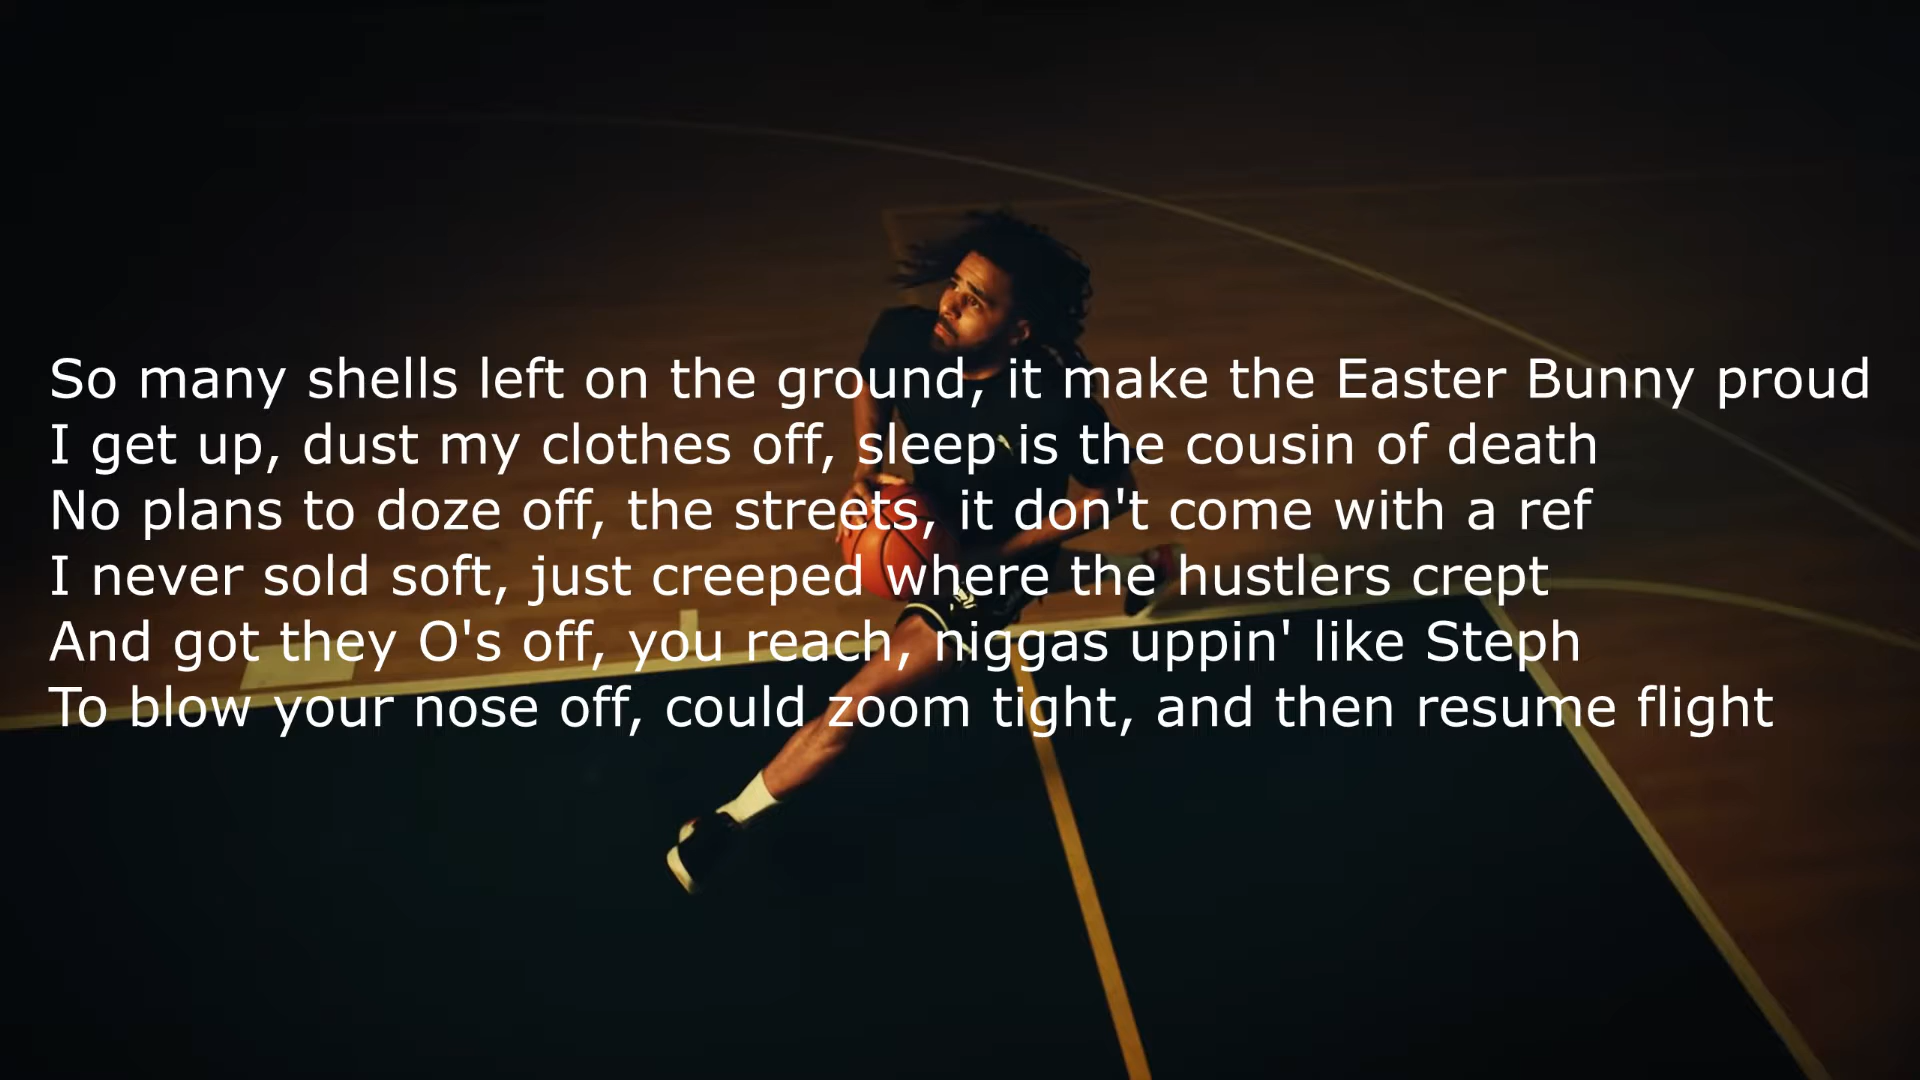 So many shells left on the ground, it make the Easter Bunny proud
I get up, dust my clothes off, sleep is the cousin of death
No plans to doze off, the streets, it don't come with a ref
I never sold soft, just creeped where the hustlers crept
And got they O's off, you reach, niggas uppin' like Steph
To blow your nose off, could zoom tight, and then resume flight